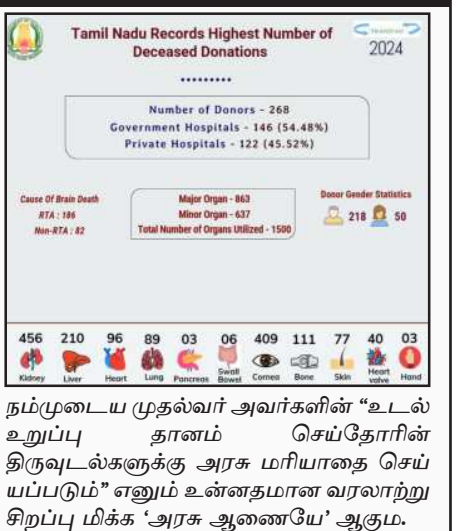 Tamil Nadu Records Highest Number of
Deceased Donations
2024
Number of Donors - 268
Government Hospitals - 146 (54.48%)
Private Hospitals - 122 (45.52%)
Cause Of Brain Death
RTA : 186
Non-RTA : 82
Major Organ - 863
Minor Organ - 637
Total Number of Organs Utilized - 1500
Donor Gender Statistics
218 50
456 210 96 89 03 06 409 111 77 40 03
Kidney Liver Heart Lung Pancreas Small Bowel Cornea Bone Skin Heart valve Hand
நம்முடைய முதல்வர் அவர்களின் “உடல்
உறுப்பு தானம் செய்தோரின்
திருவுடல்களுக்கு அரசு மரியாதை செய்
யப்படும்” எனும் உன்னதமான வரலாற்று
சிறப்பு மிக்க ‘அரசு ஆணையே’ ஆகும்.